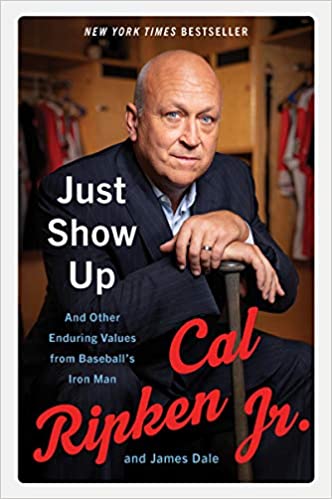 NEW YORK TIMES BESTSELLER
Just
Show
Up
And Other
Enduring Values
from Baseball's
Iron Man
Cal
Ripken Jr.
and James Dale